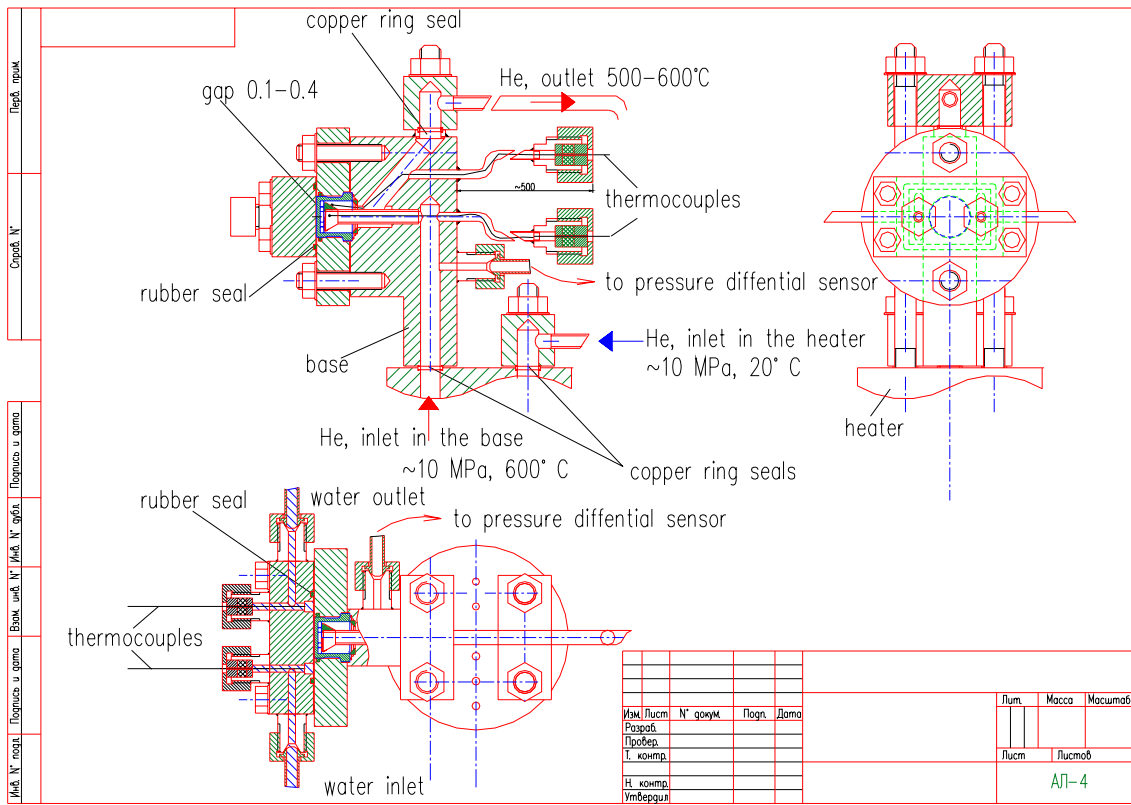 copper ring seal
He, outlet 500-600°C
gap 0.1-0.4
~500
thermocouples
rubber seal
to pressure diffential sensor
base
He, inlet in the heater
~10 MPa, 20° C
He, inlet in the base
~10 MPa, 600° C
copper ring seals
heater
rubber seal
water outlet
to pressure diffential sensor
thermocouples
water inlet
Перв. прим.
Справ. N°
Подпись и дата
Инв. N° дубл.
Взам. инв. N°
Подпись и дата
Инв. N° подл.
Изм. Лист N° докум. Подп. Дата
Разраб.
Провер.
Т. контр.
Н. контр.
Утвердил
Лит. Масса Масштаб
Лист Листов
АЛ-4